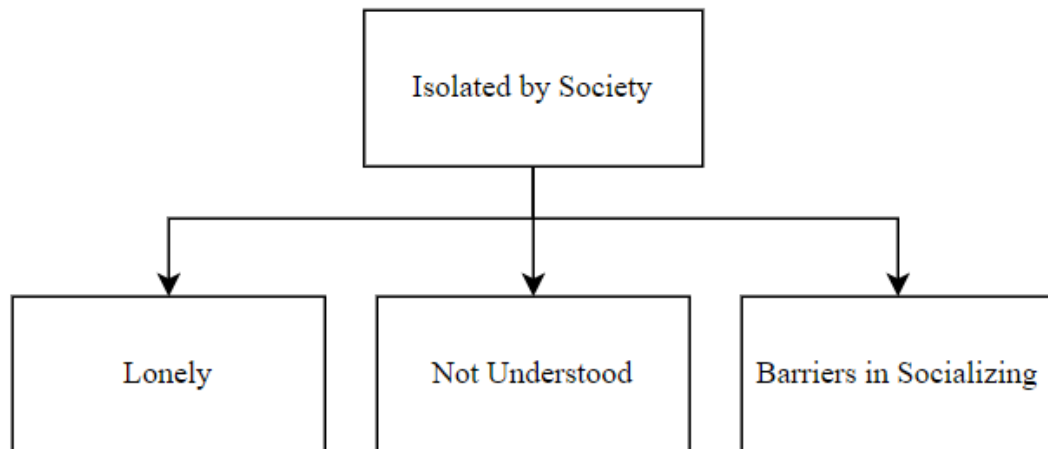 Isolated by Society
Lonely
Not Understood
Barriers in Socializing